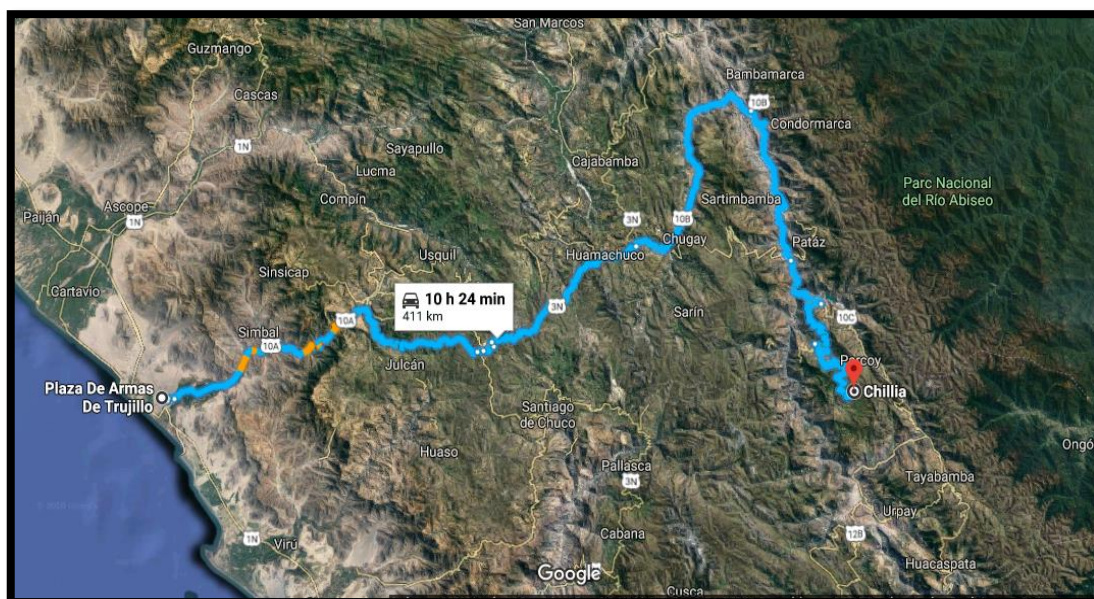 San Marcos
Guzmango
Bambamarca
Cascas
10B
Condormarca
1N
Sayapullo
Cajabamba
Lucma
Parc Nacional
del Río Abiseo
Compín
Sartimbamba
Ascope
Paiján
1N
3N
10B
Chugay
Usquil
Huamachuco
Patáz
Sinsicap
Cartavio
10 h 24 min
411 km
3N
Sarín
10C
10A
Simbal
10A
Julcán
Parcoy
Plaza De Armas
De Trujillo
Chillia
Santiago
de Chuco
Huaso
Ongó
Pallasca
3N
Tayabamba
Urpay
Cabana
12B
1N
Virú
Huacaspata
Google
Cusca